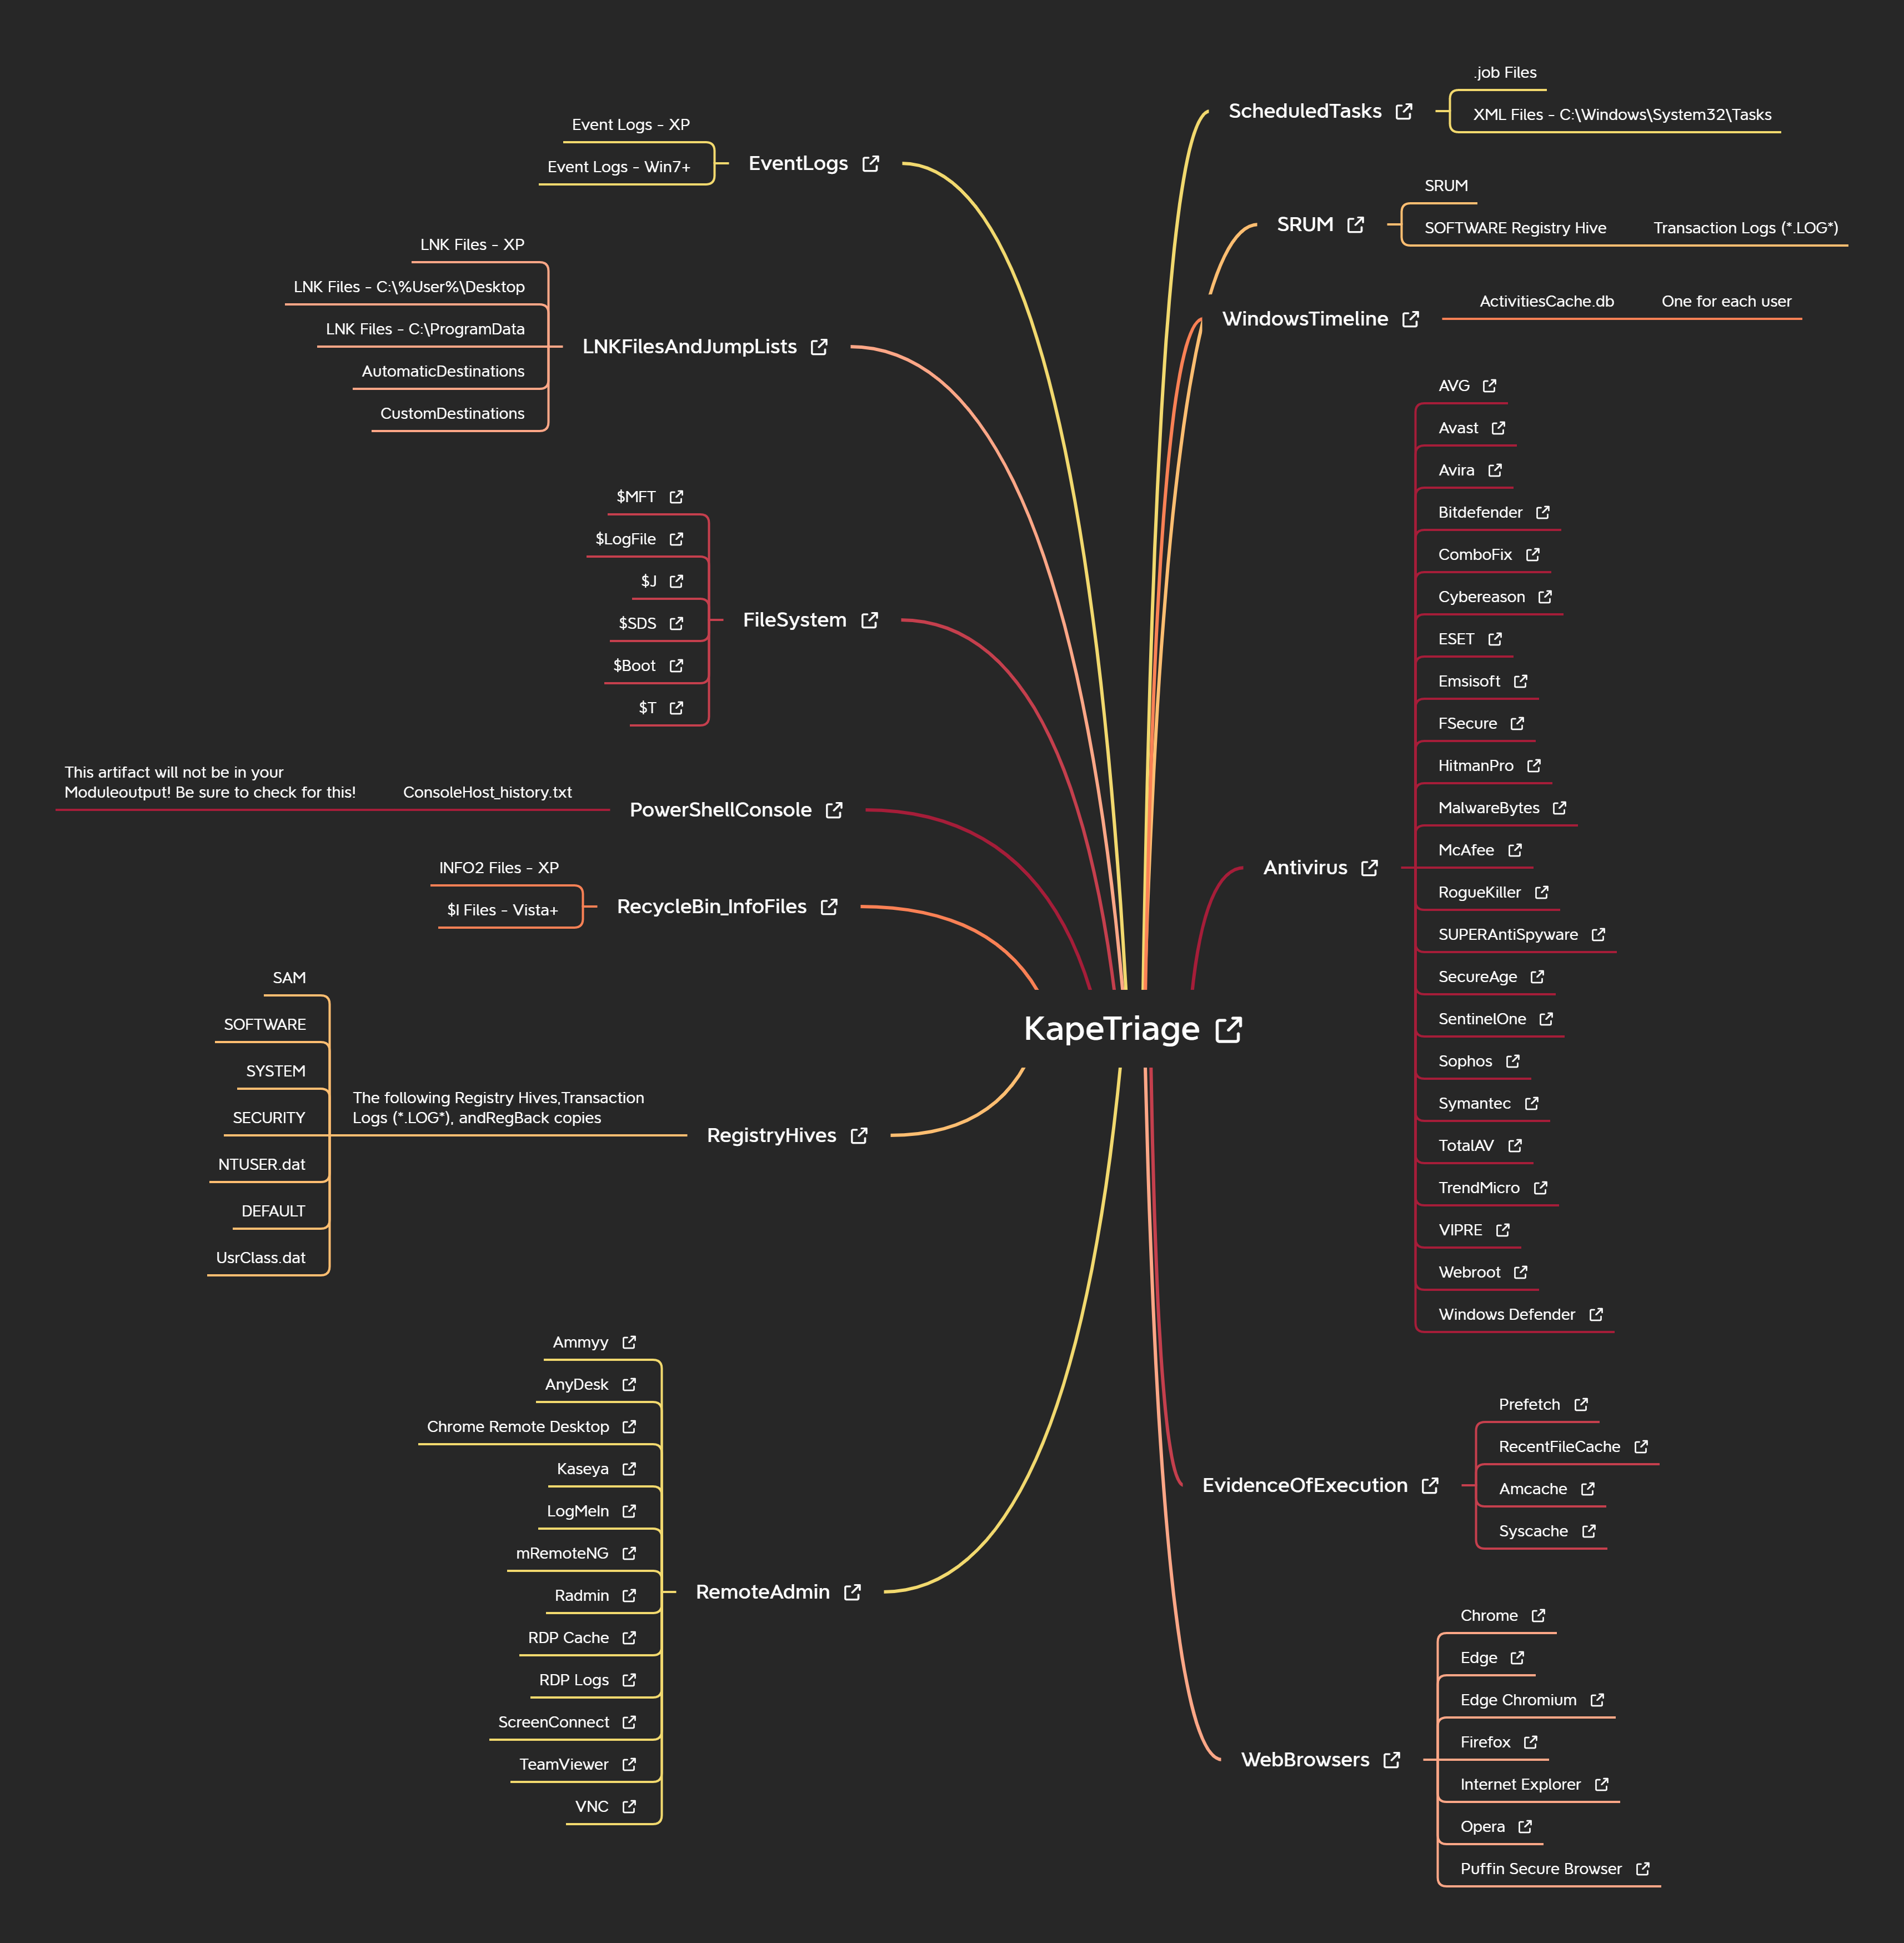 KapeTriage
EventLogs
Event Logs - XP
Event Logs - Win7+
LNKFilesAndJumpLists
LNK Files - XP
LNK Files - C:\%User%\Desktop
LNK Files - C:\ProgramData
AutomaticDestinations
CustomDestinations
FileSystem
$MFT
$LogFile
$J
$SDS
$Boot
$T
PowerShellConsole
ConsoleHost_history.txt
This artifact will not be in your
Moduleoutput! Be sure to check for this!
RecycleBin_InfoFiles
INFO2 Files - XP
$I Files - Vista+
RegistryHives
The following Registry Hives,Transaction
Logs (*.LOG*), andRegBack copies
SAM
SOFTWARE
SYSTEM
SECURITY
NTUSER.dat
DEFAULT
UsrClass.dat
RemoteAdmin
Ammyy
AnyDesk
Chrome Remote Desktop
Kaseya
LogMeIn
mRemoteNG
Radmin
RDP Cache
RDP Logs
ScreenConnect
TeamViewer
VNC
ScheduledTasks
.job Files
XML Files - C:\Windows\System32\Tasks
SRUM
SRUM
SOFTWARE Registry Hive
Transaction Logs (*.LOG*)
WindowsTimeline
ActivitiesCache.db
One for each user
Antivirus
AVG
Avast
Avira
Bitdefender
ComboFix
Cybereason
ESET
Emsisoft
FSecure
HitmanPro
MalwareBytes
McAfee
RogueKiller
SUPERAntiSpyware
SecureAge
SentinelOne
Sophos
Symantec
TotalAV
TrendMicro
VIPRE
Webroot
Windows Defender
EvidenceOfExecution
Prefetch
RecentFileCache
Amcache
Syscache
WebBrowsers
Chrome
Edge
Edge Chromium
Firefox
Internet Explorer
Opera
Puffin Secure Browser